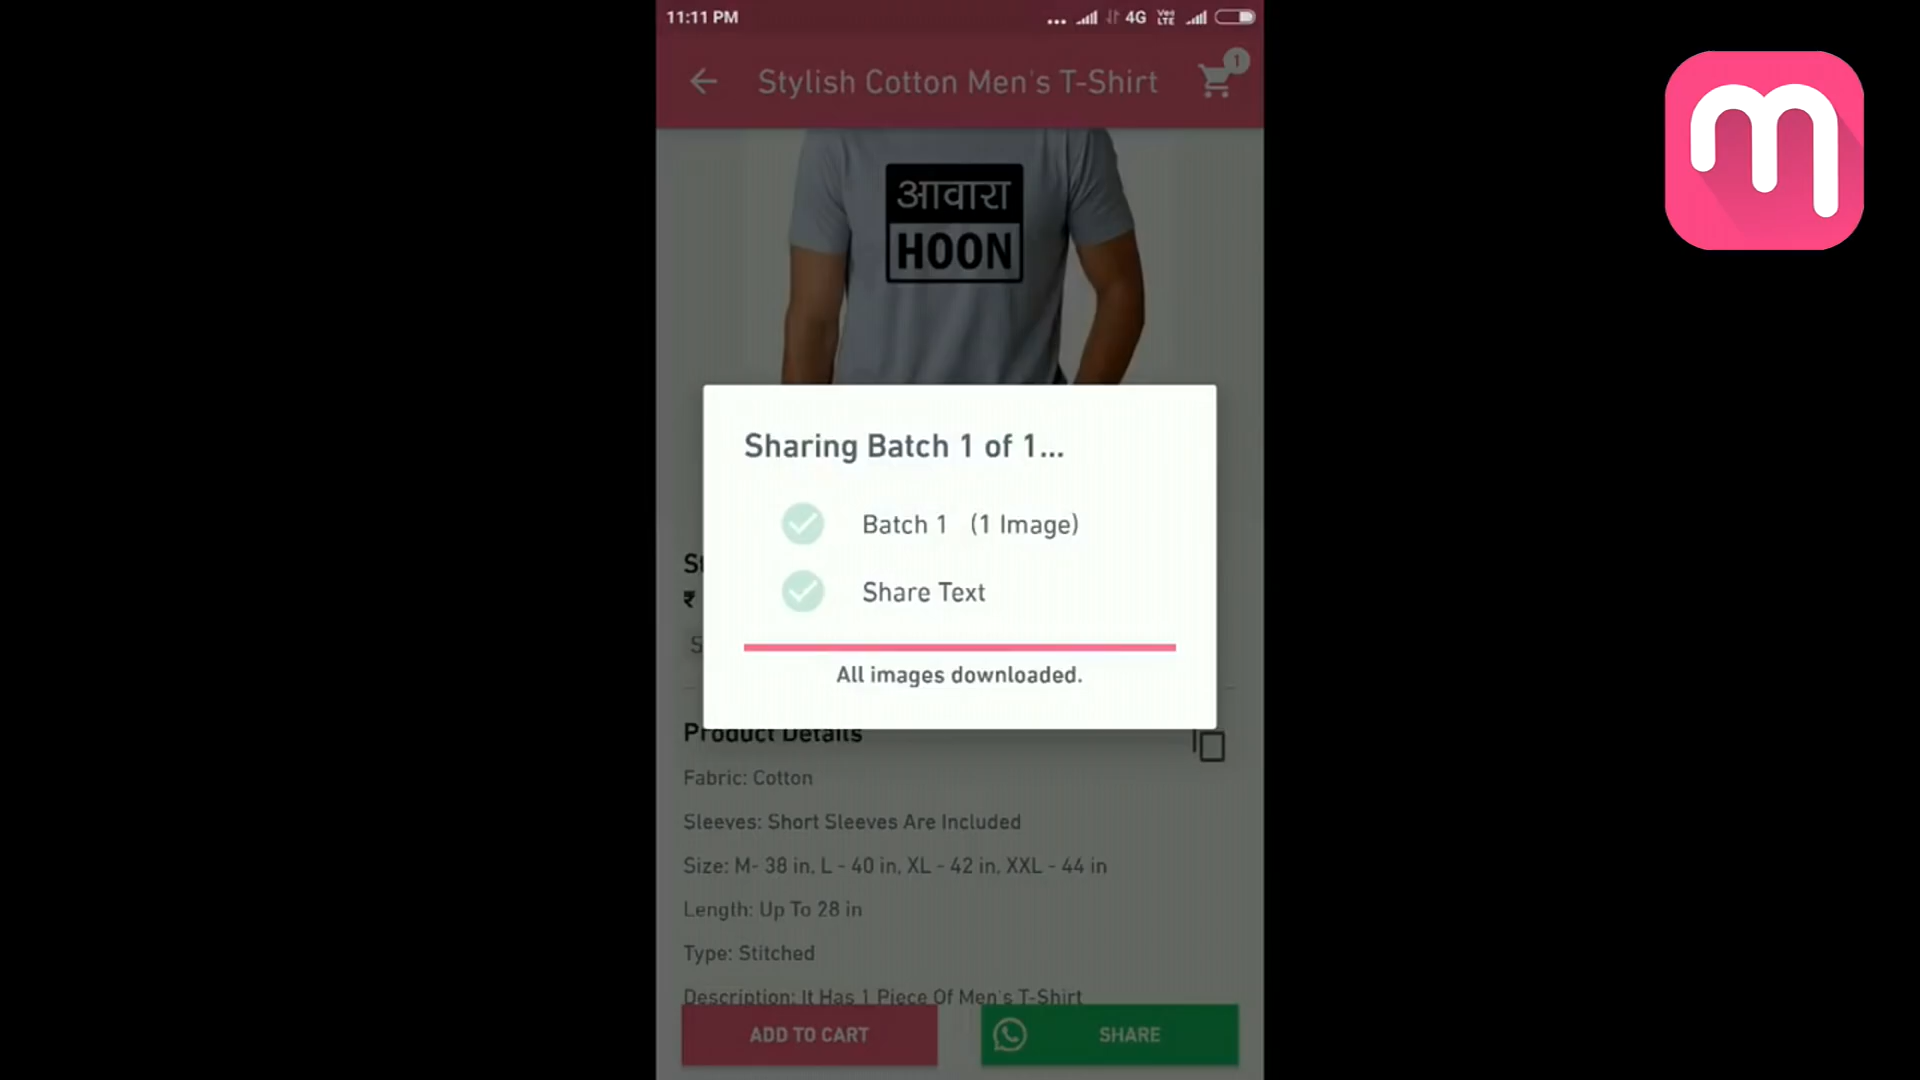 11:11 PM
4G
Stylish Cotton Men's T-Shirt
1
आवारा
HOON
Sharing Batch 1 of 1...
Batch 1 (1 Image)
Share Text
All images downloaded.
₹
Product Details
Fabric: Cotton
Sleeves: Short Sleeves Are Included
Size: M- 38 in, L - 40 in, XL - 42 in, XXL - 44 in
Length: Up To 28 in
Type: Stitched
Description: It Has 1 Piece Of Men's T-Shirt
ADD TO CART
SHARE